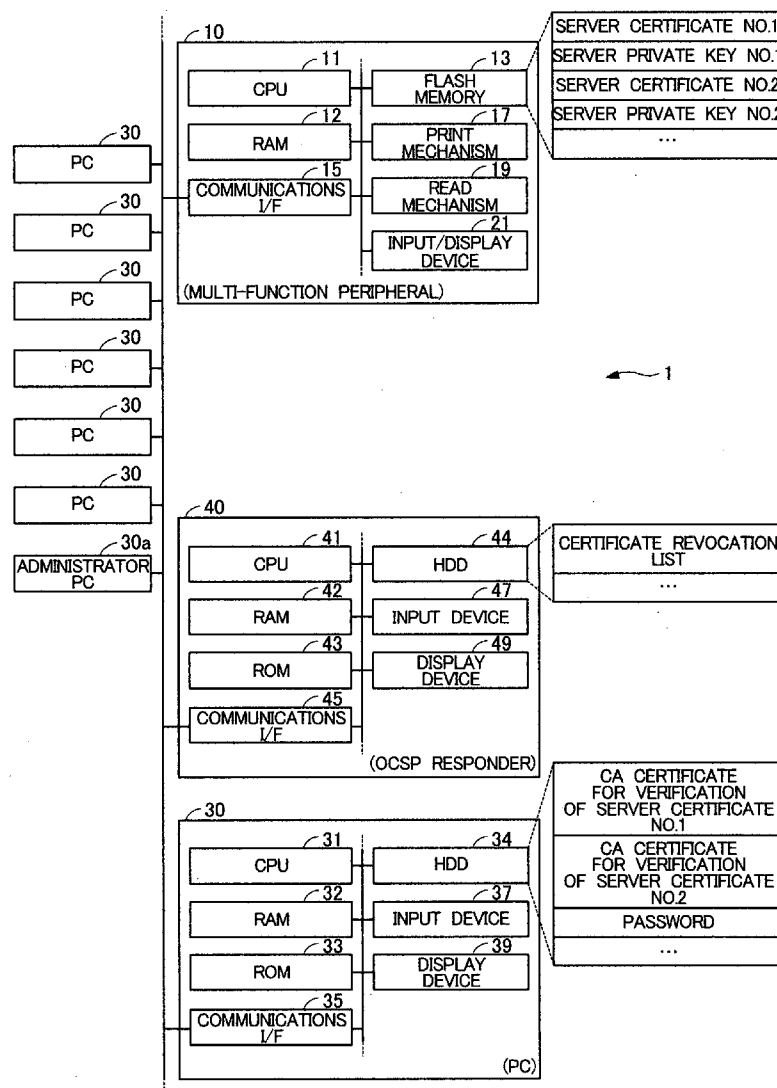 10
11
CPU
12
RAM
15
COMMUNICATIONS
I/F
13
FLASH
MEMORY
17
PRINT
MECHANISM
19
READ
MECHANISM
21
INPUT/DISPLAY
DEVICE
(MULTI-FUNCTION PERIPHERAL)
SERVER CERTIFICATE NO.1
SERVER PRIVATE KEY NO.1
SERVER CERTIFICATE NO.2
SERVER PRIVATE KEY NO.2
...
30
PC
30
PC
30
PC
30
PC
30
PC
30
PC
30a
ADMINISTRATOR
PC
1
40
41
CPU
42
RAM
43
ROM
45
COMMUNICATIONS
I/F
44
HDD
47
INPUT DEVICE
49
DISPLAY
DEVICE
(OCSP RESPONDER)
CERTIFICATE REVOCATION
LIST
...
30
31
CPU
32
RAM
33
ROM
35
COMMUNICATIONS
I/F
34
HDD
37
INPUT DEVICE
39
DISPLAY
DEVICE
(PC)
CA CERTIFICATE
FOR VERIFICATION
OF SERVER CERTIFICATE
NO.1
CA CERTIFICATE
FOR VERIFICATION
OF SERVER CERTIFICATE
NO.2
PASSWORD
...